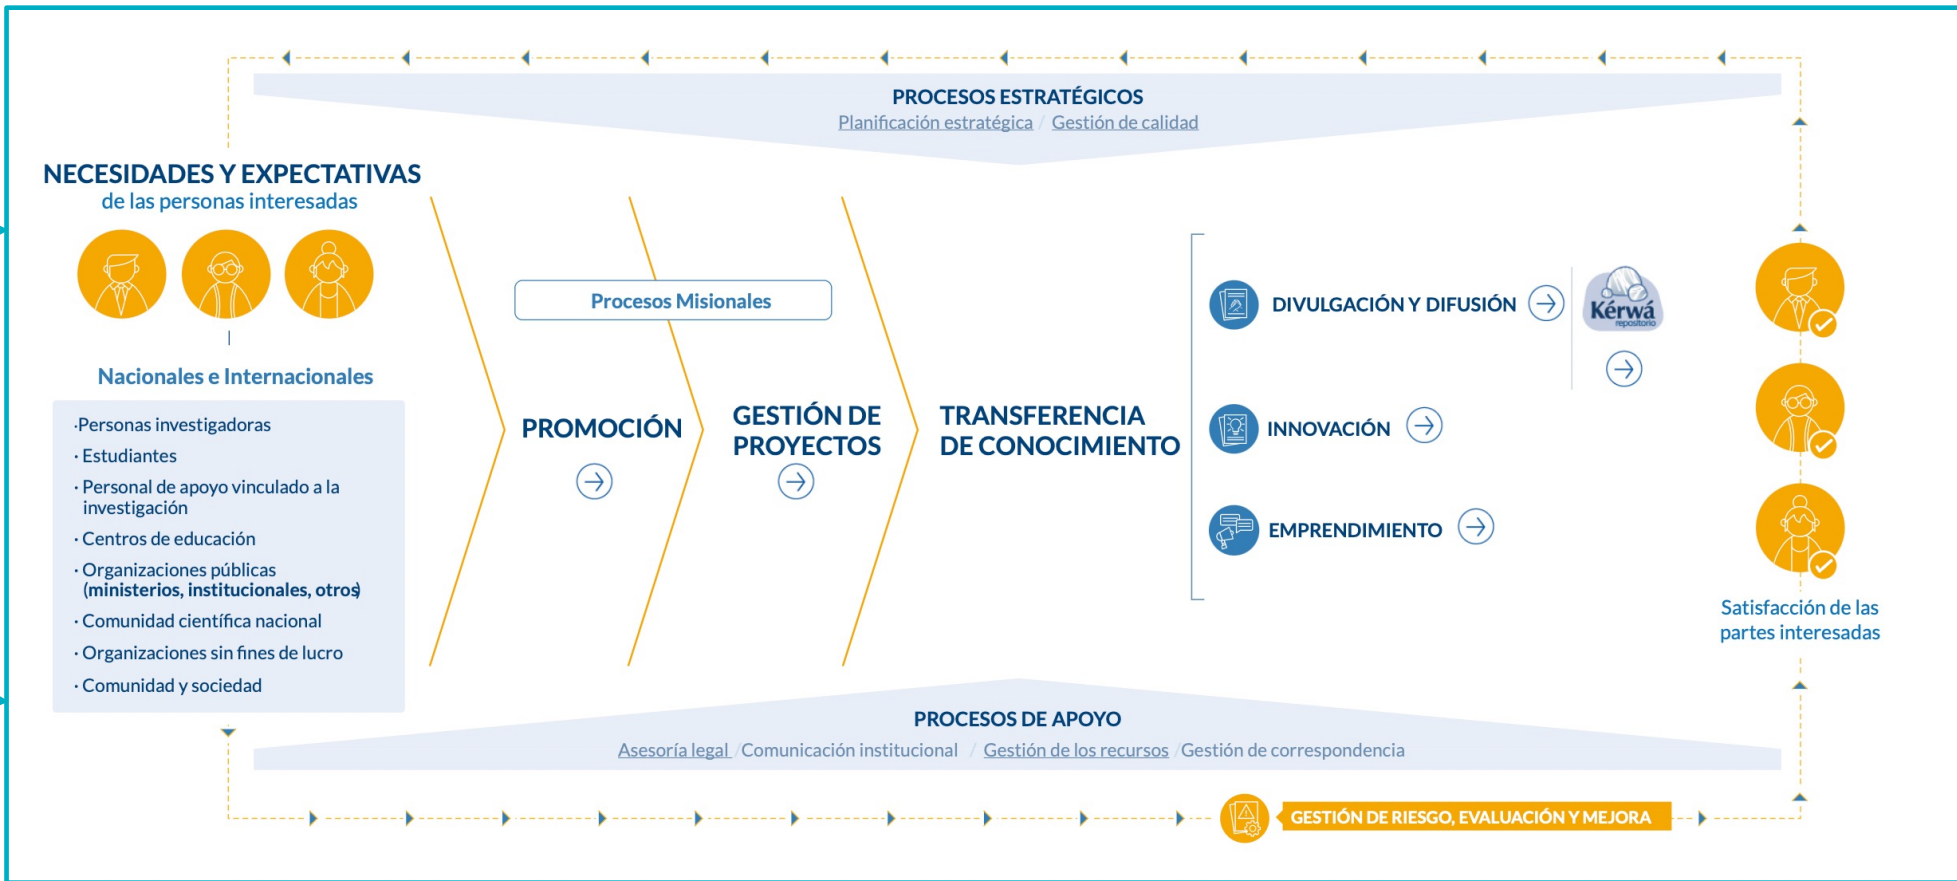 PROCESOS ESTRATÉGICOS
Planificación estratégica / Gestión de calidad
NECESIDADES Y EXPECTATIVAS
de las personas interesadas
Nacionales e Internacionales
·Personas investigadoras
· Estudiantes
· Personal de apoyo vinculado a la
investigación
· Centros de educación
· Organizaciones públicas
(ministerios, institucionales, otros)
· Comunidad científica nacional
· Organizaciones sin fines de lucro
· Comunidad y sociedad
Procesos Misionales
PROMOCIÓN
GESTIÓN DE
PROYECTOS
TRANSFERENCIA
DE CONOCIMIENTO
DIVULGACIÓN Y DIFUSIÓN
Kérwá
repositorio
INNOVACIÓN
EMPRENDIMIENTO
Satisfacción de las
partes interesadas
PROCESOS DE APOYO
Asesoría legal /Comunicación institucional / Gestión de los recursos /Gestión de correspondencia
GESTIÓN DE RIESGO, EVALUACIÓN Y MEJORA